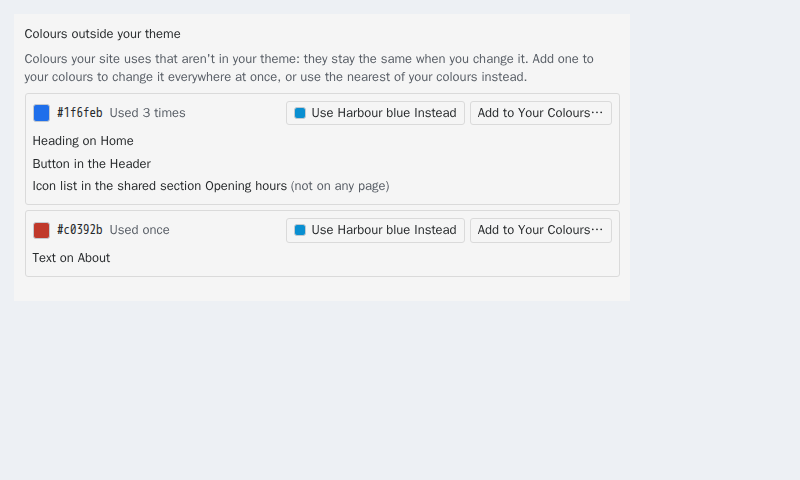 Colours outside your theme
Colours your site uses that aren't in your theme: they stay the same when you change it. Add one to
your colours to change it everywhere at once, or use the nearest of your colours instead.
#1f6feb Used 3 times Use Harbour blue Instead Add to Your Colours…
Heading on Home
Button in the Header
Icon list in the shared section Opening hours (not on any page)
#c0392b Used once Use Harbour blue Instead Add to Your Colours…
Text on About